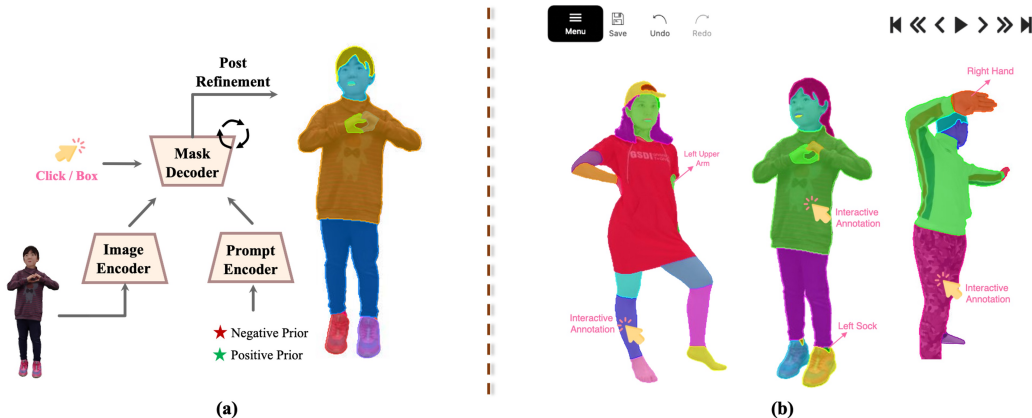 Post
Refinement
Mask
Decoder
Click / Box
Image
Encoder
Prompt
Encoder
Negative Prior
Positive Prior
(a)
Menu
Save
Undo
Redo
Right Hand
Left Upper
Arm
Interactive
Annotation
Interactive
Annotation
Interactive
Annotation
Left Sock
(b)